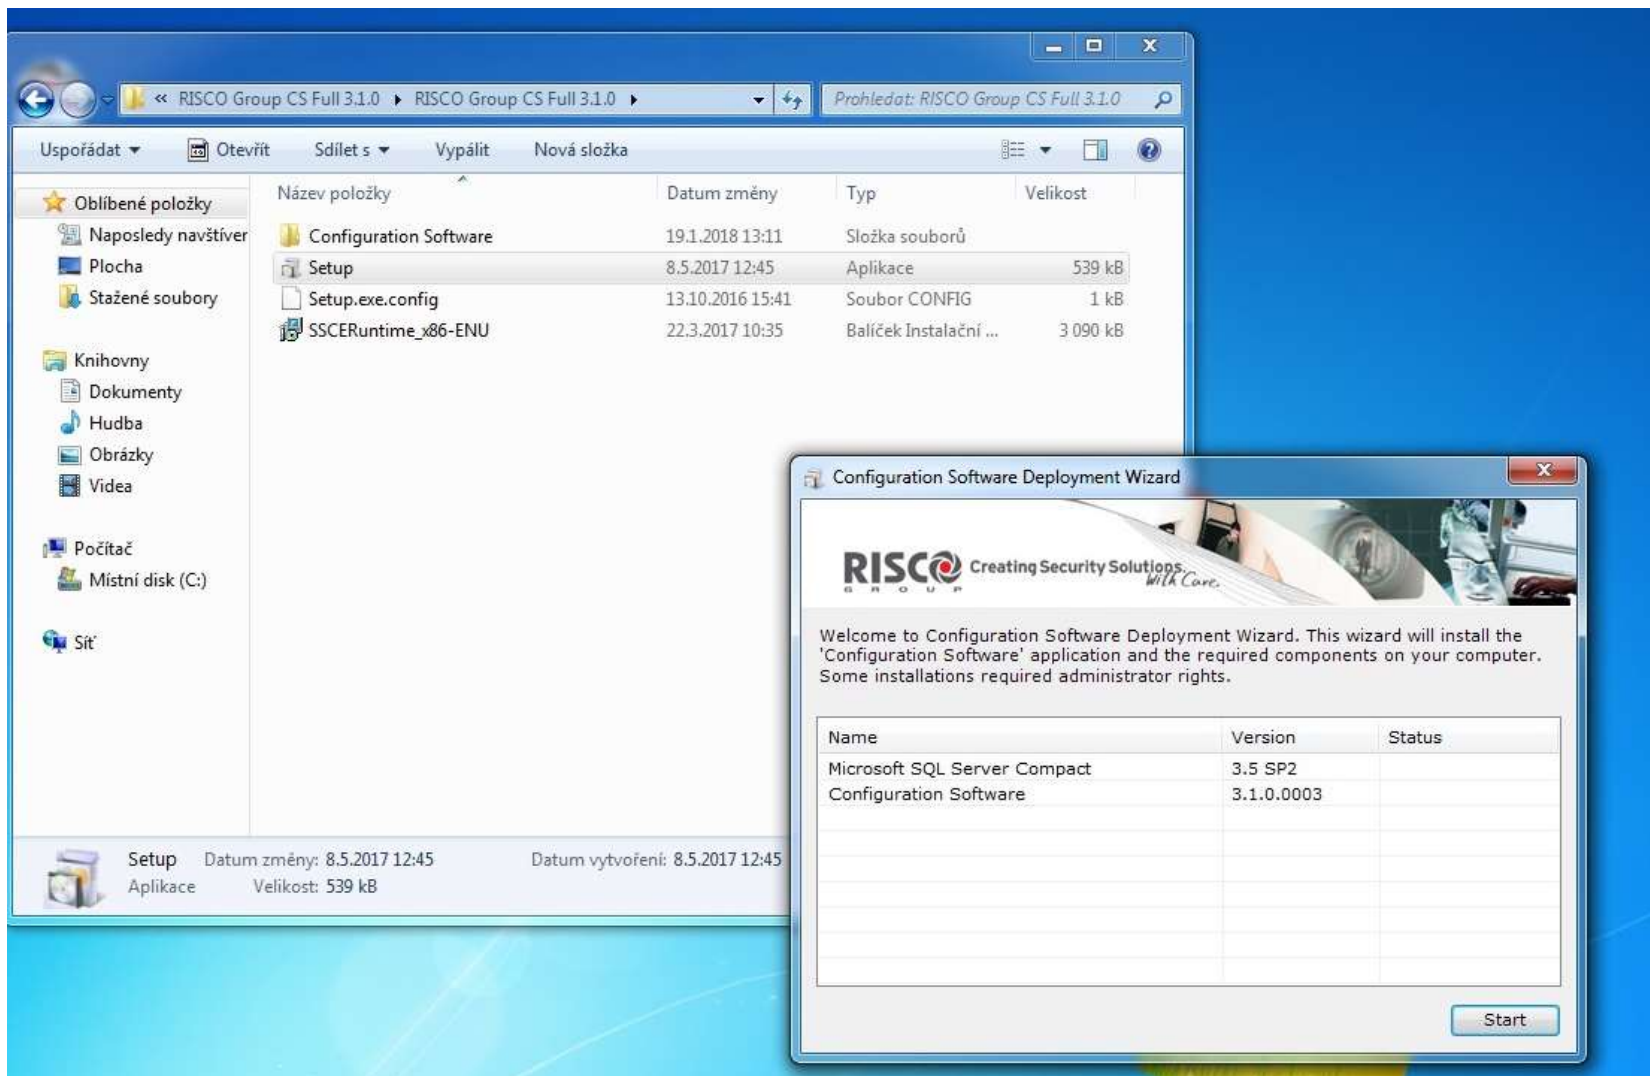 « RISCO Group CS Full 3.1.0 RISCO Group CS Full 3.1.0 Prohledat: RISCO Group CS Full 3.1.0
Uspořádat Otevřít Sdílet s Vypálit Nová složka
Oblíbené položky
Naposledy navštíver
Plocha
Stažené soubory
Knihovny
Dokumenty
Hudba
Obrázky
Videa
Počítač
Místní disk (C:)
Síť
Název položky Datum změny Typ Velikost
Configuration Software 19.1.2018 13:11 Složka souborů
Setup 8.5.2017 12:45 Aplikace 539 kB
Setup.exe.config 13.10.2016 15:41 Soubor CONFIG 1 kB
SSCERuntime_x86-ENU 22.3.2017 10:35 Balíček Instalační ... 3 090 kB
Setup Datum změny: 8.5.2017 12:45 Datum vytvoření: 8.5.2017 12:45
Aplikace Velikost: 539 kB
Configuration Software Deployment Wizard
RISCO Creating Security Solutions.
GROUP With Care.
Welcome to Configuration Software Deployment Wizard. This wizard will install the
'Configuration Software' application and the required components on your computer.
Some installations required administrator rights.
Name Version Status
Microsoft SQL Server Compact 3.5 SP2
Configuration Software 3.1.0.0003
Start